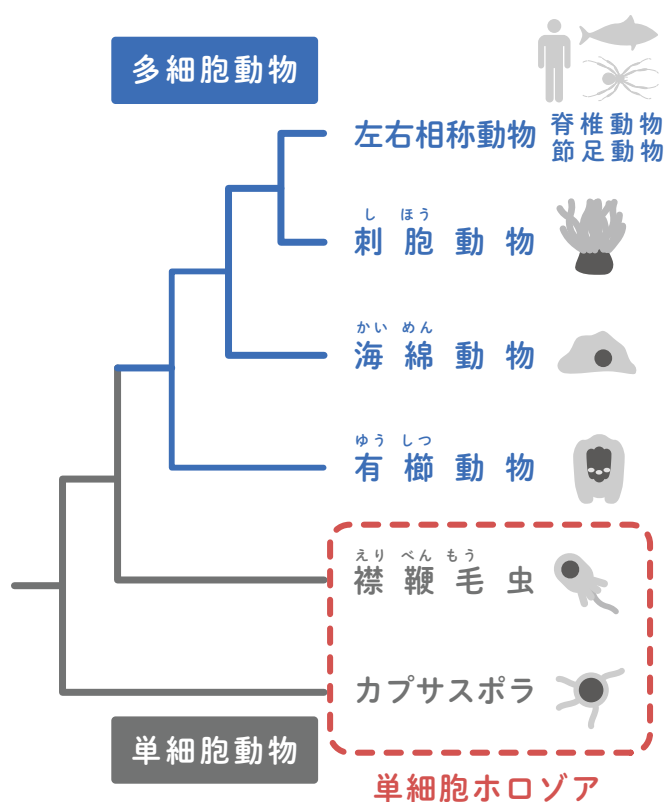 多細胞動物
左右相称動物
脊椎動物
節足動物
し ほう
刺胞動物
かい めん
海綿動物
ゆう しつ
有櫛動物
えり べん もう
襟鞭毛虫
カプサスポラ
単細胞動物
単細胞ホロゾア